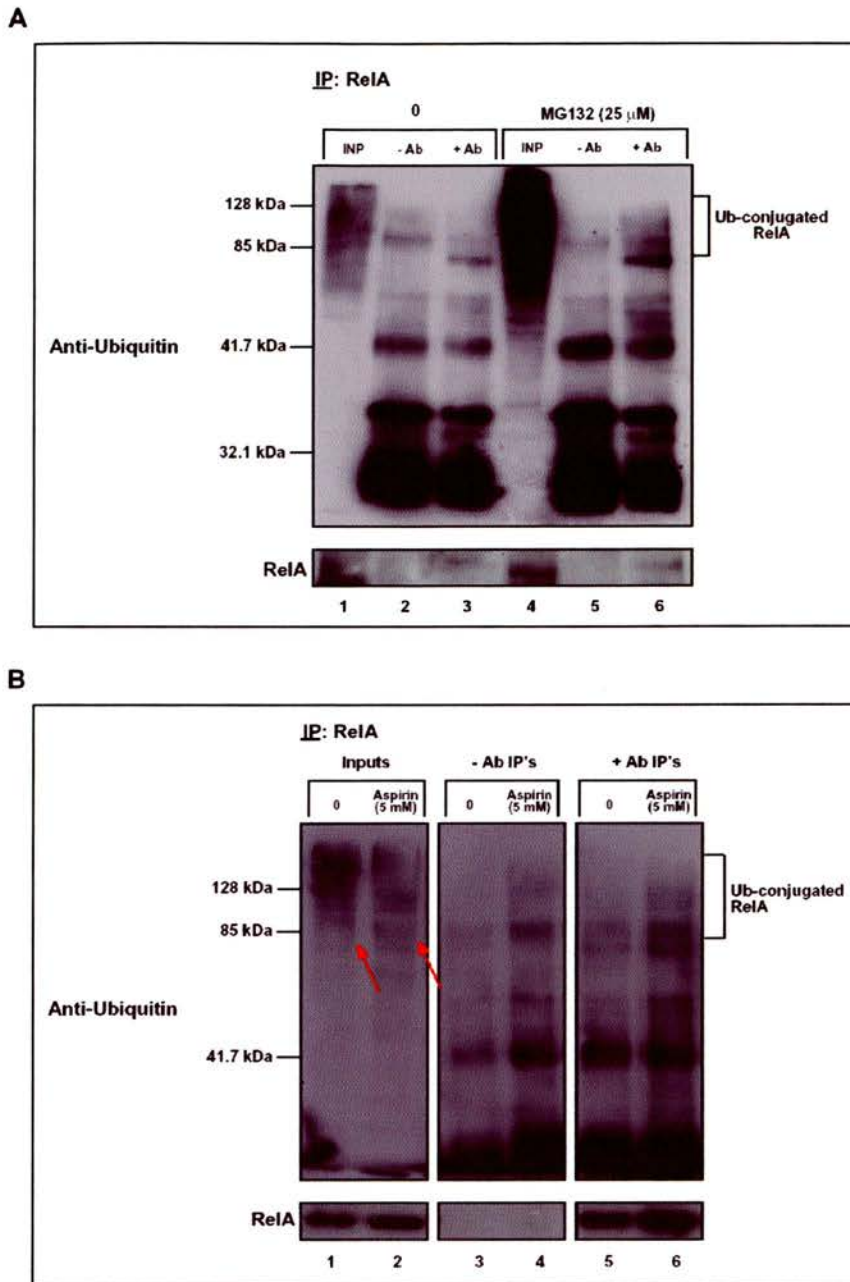 A
IP: RelA
0 MG132 (25 µM)
INP - Ab + Ab INP - Ab + Ab
128 kDa
85 kDa
Ub-conjugated
RelA
Anti-Ubiquitin
41.7 kDa
32.1 kDa
RelA
1 2 3 4 5 6
B
IP: RelA
Inputs - Ab IP's + Ab IP's
0 Aspirin (5 mM) 0 Aspirin (5 mM) 0 Aspirin (5 mM)
128 kDa
85 kDa
Ub-conjugated
RelA
Anti-Ubiquitin
41.7 kDa
RelA
1 2 3 4 5 6